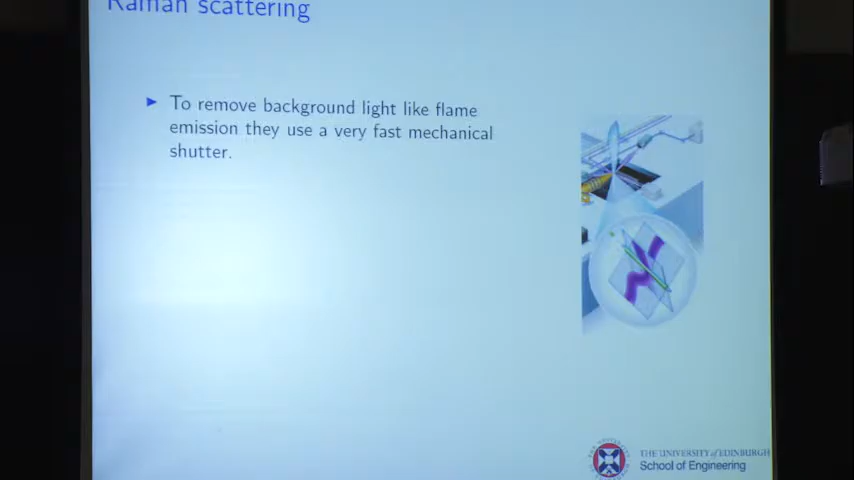 Raman scattering
To remove background light like flame
emission they use a very fast mechanical
shutter.
THE UNIVERSITY of EDINBURGH
School of Engineering